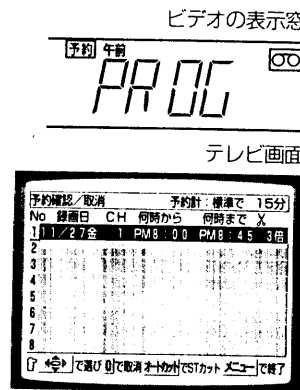 ビデオの表示窓
予約 午前
PROG
テレビ画面
予約確認/取消 予約計:標準で 15分
No 録画日 CH 何時から 何時まで
1 11/27金 1 PM8:00 PM8:45 3倍
2
3
4
5
6
7
8
で選び 0で取消 オートカットでSTカット メニューで終了